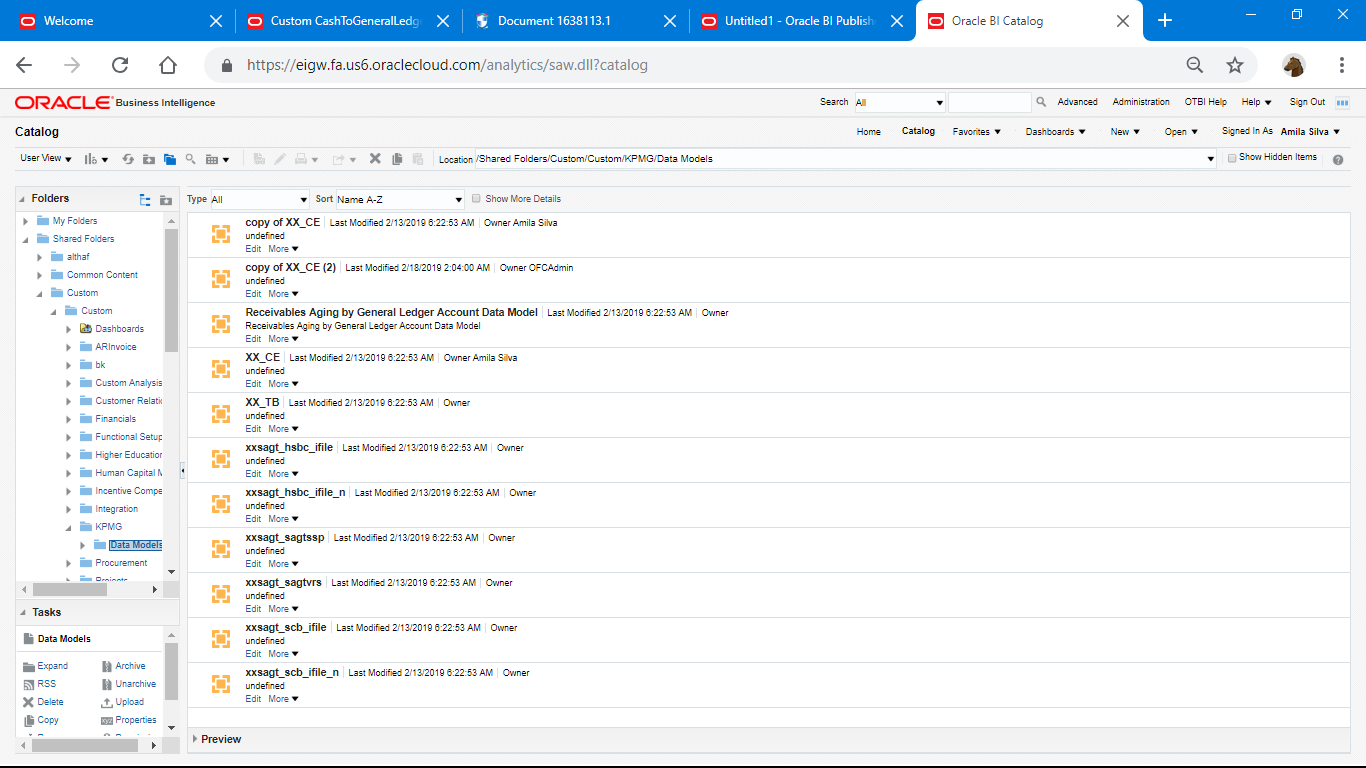 Welcome
Custom CashToGeneralLedg
Document 1638113.1
Untitled1 - Oracle BI Publish
Oracle BI Catalog
https://eigw.fa.us6.oraclecloud.com/analytics/saw.dll?catalog
ORACLE Business Intelligence
Search All Advanced Administration OTBI Help Help Sign Out
Catalog
Home Catalog Favorites Dashboards New Open Signed In As Amila Silva
User View Location /Shared Folders/Custom/Custom/KPMG/Data Models Show Hidden Items
Folders
My Folders
Shared Folders
althaf
Common Content
Custom
Custom
Dashboards
ARInvoice
bk
Custom Analysis
Customer Relatic
Financials
Functional Setup
Higher Education
Human Capital M
Incentive Compe
Integration
KPMG
Data Models
Procurement
Projects
Tasks
Data Models
Expand Archive
RSS Unarchive
Delete Upload
Copy Properties
Type All Sort Name A-Z Show More Details
copy of XX_CE Last Modified 2/13/2019 6:22:53 AM Owner Amila Silva
undefined
Edit More
copy of XX_CE (2) Last Modified 2/18/2019 2:04:00 AM Owner OFCAdmin
undefined
Edit More
Receivables Aging by General Ledger Account Data Model Last Modified 2/13/2019 6:22:53 AM Owner
Receivables Aging by General Ledger Account Data Model
Edit More
XX_CE Last Modified 2/13/2019 6:22:53 AM Owner Amila Silva
undefined
Edit More
XX_TB Last Modified 2/13/2019 6:22:53 AM Owner
undefined
Edit More
xxsagt_hsbc_ifile Last Modified 2/13/2019 6:22:53 AM Owner
undefined
Edit More
xxsagt_hsbc_ifile_n Last Modified 2/13/2019 6:22:53 AM Owner
undefined
Edit More
xxsagt_sagtssp Last Modified 2/13/2019 6:22:53 AM Owner
undefined
Edit More
xxsagt_sagtvrs Last Modified 2/13/2019 6:22:53 AM Owner
undefined
Edit More
xxsagt_scb_ifile Last Modified 2/13/2019 6:22:53 AM Owner
undefined
Edit More
xxsagt_scb_ifile_n Last Modified 2/13/2019 6:22:53 AM Owner
undefined
Edit More
Preview